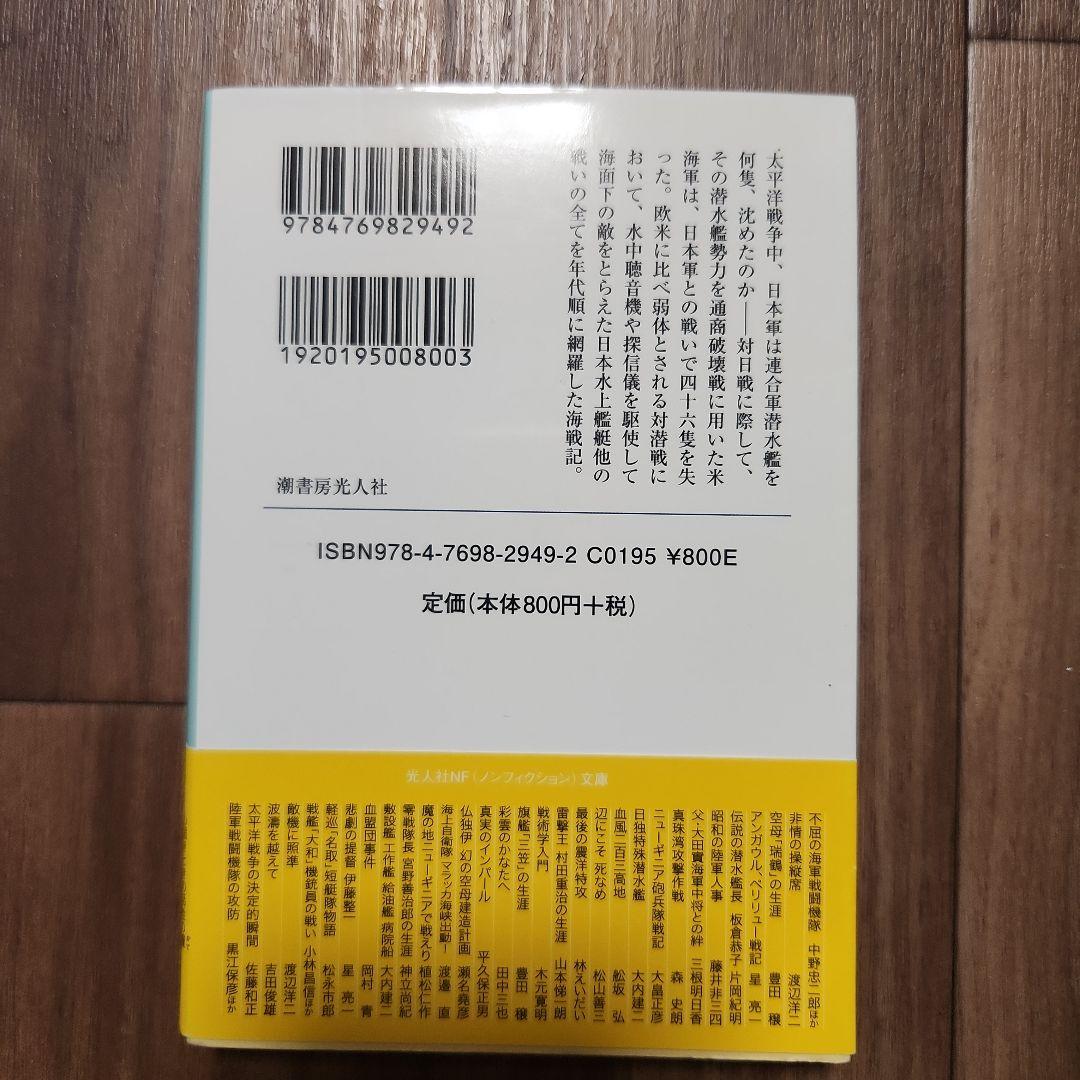 9784769829492
1920195008003
太平洋戦争中、日本軍は連合軍潜水艦を
何隻、沈めたのか――対日戦に際して、
その潜水艦勢力を通商破壊戦に用いた米
海軍は、日本軍との戦いで四十六隻を失
った。欧米に比べ弱体とされる対潜戦に
おいて、水中聴音機や探信儀を駆使して
海面下の敵をとらえた日本水上艦艇他の
戦いの全てを年代順に網羅した海戦記。
潮書房光人社
ISBN978-4-7698-2949-2 C0195 ¥800E
定価(本体800円+税)
光人社NF(ノンフィクション)文庫
不屈の海軍戦闘機隊 中野忠二郎ほか
非情の操縦席 渡辺洋二
空母「瑞鶴」の生涯 豊田 穣
アンガウル、ペリリュー戦記 星 亮一
伝説の潜水艦長 板倉恭子 片岡紀明
昭和の陸軍人事 藤井非三四
父・大田實海軍中将との絆 三根明日香
真珠湾攻撃作戦 森 史朗
ニューギニア砲兵隊戦記 大畠正彦
日独特殊潜水艦 大内建二
血風二百三高地 舩坂 弘
辺にこそ 死なめ 松山善三
最後の震洋特攻 林えいだい
雷撃王 村田重治の生涯 山本悌一朗
戦術学入門 木元寛明
旗艦「三笠」の生涯 豊田 穣
彩雲のかなたへ 田中三也
真実のインパール 平久保正男
仏独伊 幻の空母建造計画 瀬名堯彦
海上自衛隊 マラッカ海峡出動! 渡邉 直
魔の地ニューギニアで戦えり 植松仁作
零戦隊長 宮野善治郎の生涯 神立尚紀
敷設艦 工作艦 給油艦 病院船 大内建二
血盟団事件 岡村 青
悲劇の提督 伊藤整一 星 亮一
軽巡「名取」短艇隊物語 松永市郎
戦艦「大和」機銃員の戦い 小林昌信ほか
敵機に照準 渡辺洋二
波濤を越えて 吉田俊雄
太平洋戦争の決定的瞬間 佐藤和正
陸軍戦闘機隊の攻防 黒江保彦ほか